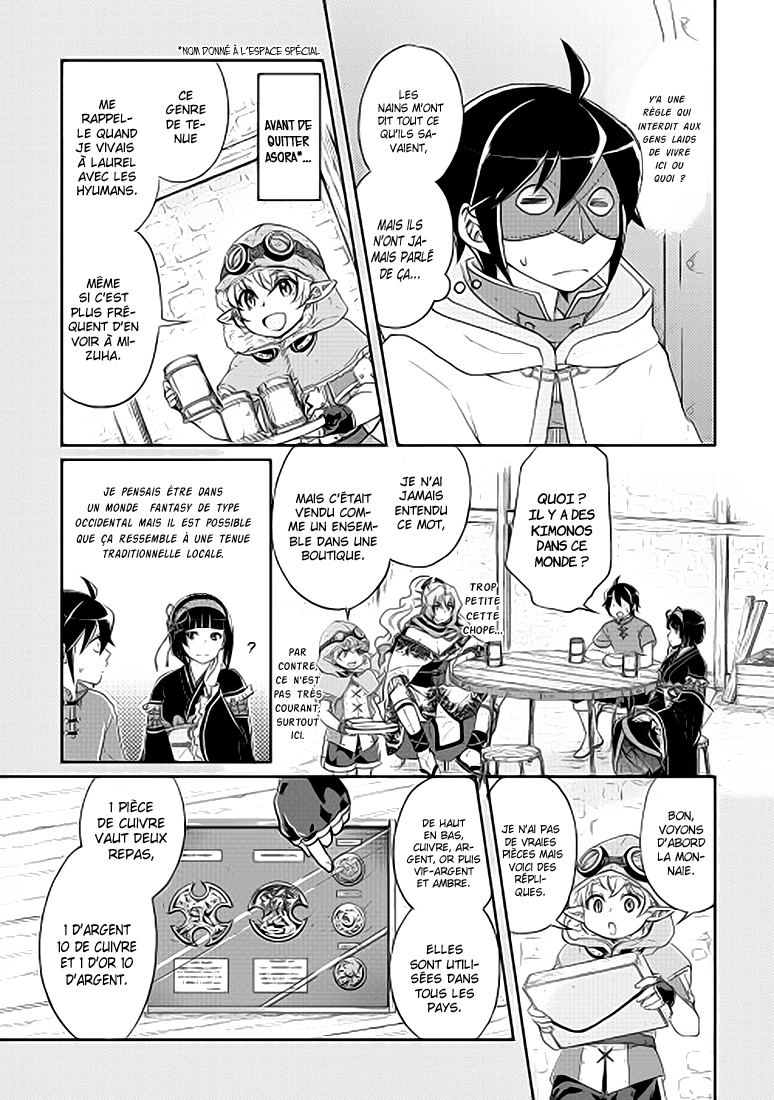 Y'A UNE
RÈGLE QUI
INTERDIT AUX
GENS LAIDS
DE VIVRE
ICI OU
QUOI ?
LES
NAINS M'ONT
DIT TOUT CE
QU'ILS SA-
VAIENT,
MAIS ILS
N'ONT JA-
MAIS PARLÉ
DE ÇA...
*NOM DONNÉ À L'ESPACE SPÉCIAL
AVANT DE
QUITTER
ASORA*...
CE
GENRE
DE TE-
NUE
ME
RAPPEL-
LE QUAND
JE VIVAIS
À LAUREL
AVEC LES
HYUMANS.
MÊME
SI C'EST
PLUS FRÉ-
QUENT D'EN
VOIR À MI-
ZUHA.
QUOI ?
IL Y A DES
KIMONOS
DANS CE
MONDE ?
JE N'AI
JAMAIS
ENTENDU
CE MOT,
MAIS C'ÉTAIT
VENDU COM-
ME UN ENSEM-
BLE DANS UNE
BOUTIQUE.
TROP
PETITE
CETTE
CHOPE...
PAR
CONTRE,
CE N'EST
PAS TRÈS
COURANT,
SURTOUT
ICI.
JE PENSAIS ÊTRE DANS
UN MONDE FANTASY DE TYPE
OCCIDENTAL MAIS IL EST POSSIBLE
QUE ÇA RESSEMBLE À UNE TENUE
TRADITIONNELLE LOCALE.
?
BON,
VOYONS
D'ABORD
LA MON-
NAIE.
JE N'AI PAS
DE VRAIES
PIÈCES MAIS
VOICI DES
RÉPLI-
QUES.
DE HAUT
EN BAS,
CUIVRE, AR-
GENT, OR PUIS
VIF-ARGENT
ET AMBRE.
ELLES
SONT UTILI-
SÉES DANS
TOUS LES
PAYS.
1 PIÈCE
DE CUIVRE
VAUT DEUX
REPAS,
1 D'ARGENT
10 DE CUIVRE
ET 1 D'OR 10
D'ARGENT.